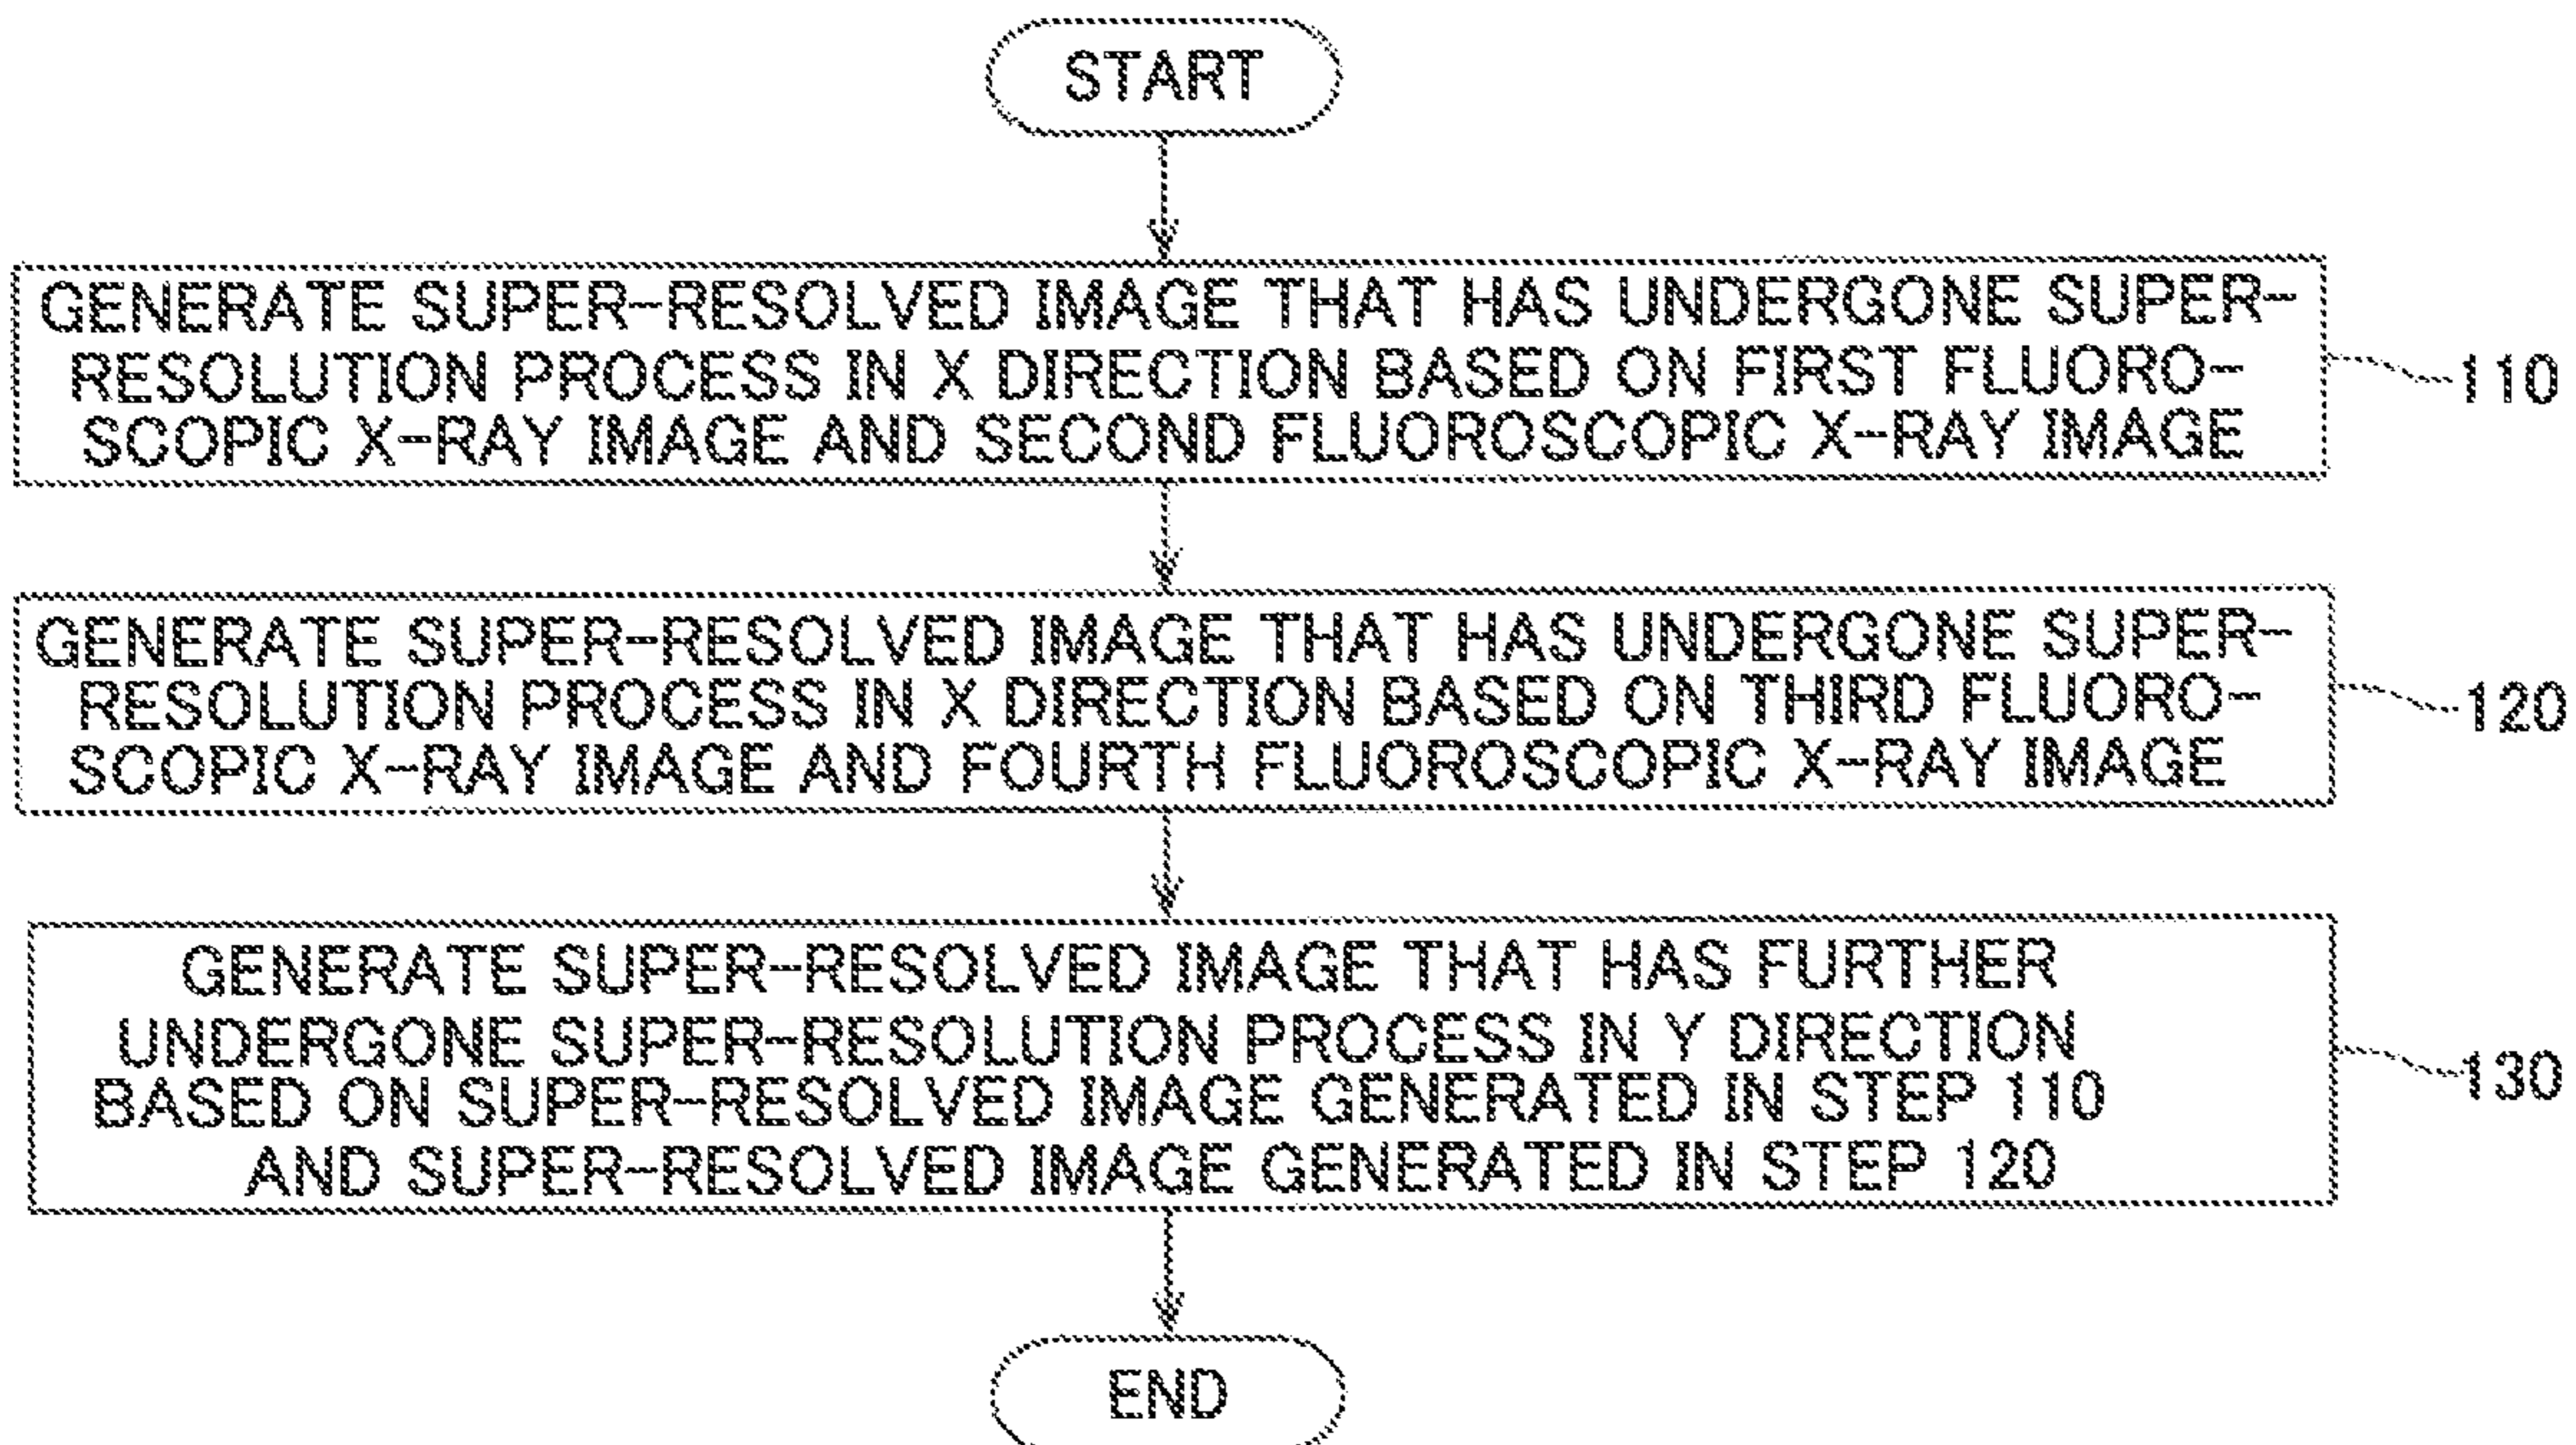 START
GENERATE SUPER-RESOLVED IMAGE THAT HAS UNDERGONE SUPER-
RESOLUTION PROCESS IN X DIRECTION BASED ON FIRST FLUORO-
SCOPIC X-RAY IMAGE AND SECOND FLUOROSCOPIC X-RAY IMAGE
110
GENERATE SUPER-RESOLVED IMAGE THAT HAS UNDERGONE SUPER-
RESOLUTION PROCESS IN X DIRECTION BASED ON THIRD FLUORO-
SCOPIC X-RAY IMAGE AND FOURTH FLUOROSCOPIC X-RAY IMAGE
120
GENERATE SUPER-RESOLVED IMAGE THAT HAS FURTHER
UNDERGONE SUPER-RESOLUTION PROCESS IN Y DIRECTION
BASED ON SUPER-RESOLVED IMAGE GENERATED IN STEP 110
AND SUPER-RESOLVED IMAGE GENERATED IN STEP 120
130
END